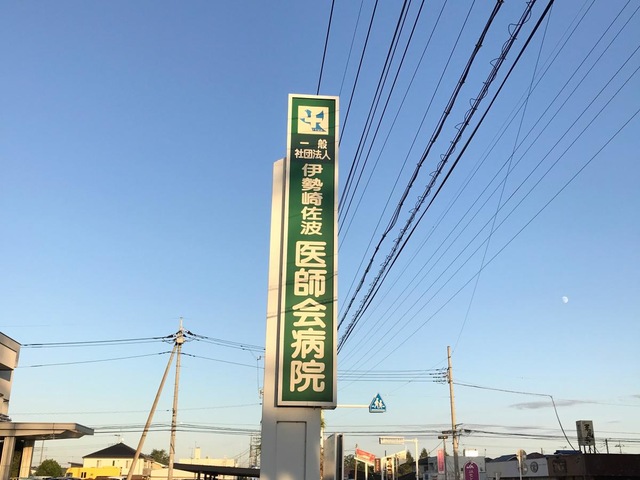 一般
社団法人
伊勢崎佐波
医師会病院